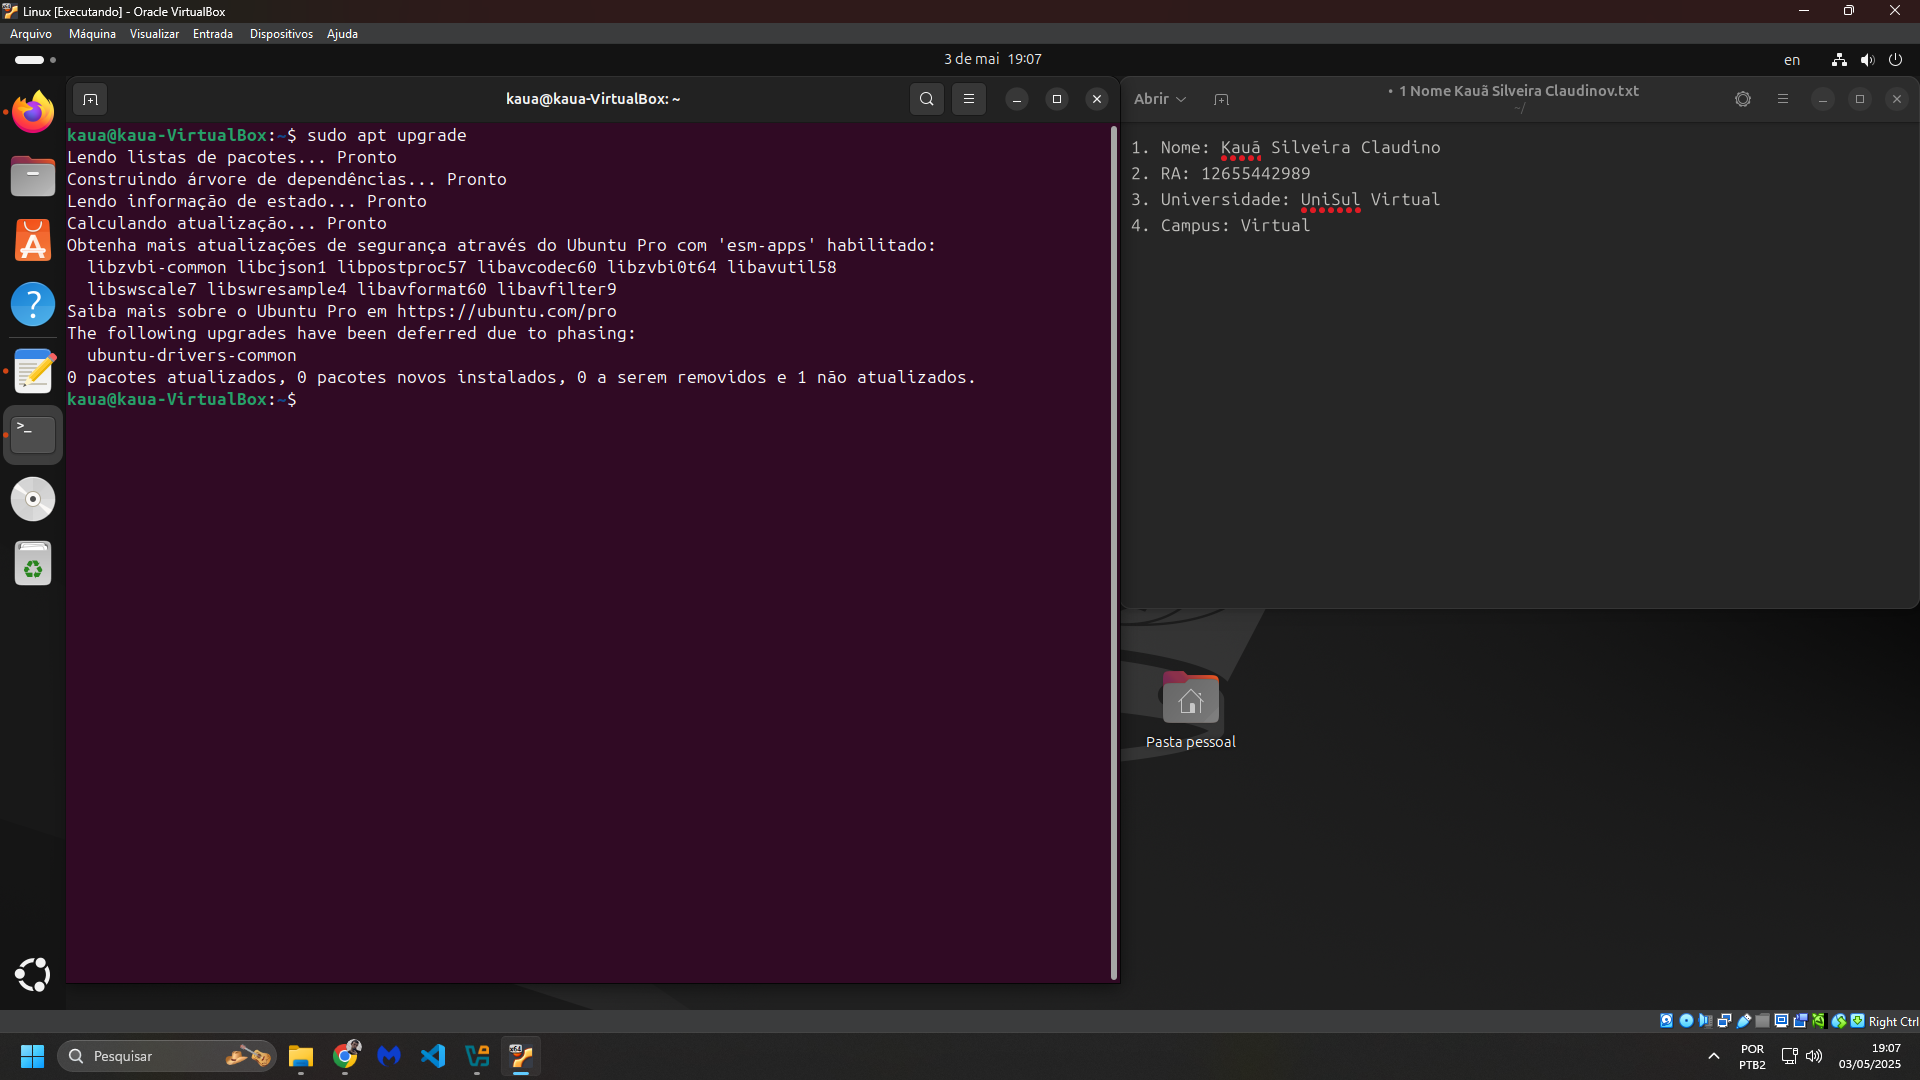 Linux [Executando] - Oracle VirtualBox
Arquivo Máquina Visualizar Entrada Dispositivos Ajuda
3 de mai 19:07
en
kaua@kaua-VirtualBox: ~
kaua@kaua-VirtualBox:~$ sudo apt upgrade
Lendo listas de pacotes... Pronto
Construindo árvore de dependências... Pronto
Lendo informação de estado... Pronto
Calculando atualização... Pronto
Obtenha mais atualizações de segurança através do Ubuntu Pro com 'esm-apps' habilitado:
libzvbi-common libcjson1 libpostproc57 libavcodec60 libzvbi0t64 libavutil58
libswscale7 libswresample4 libavformat60 libavfilter9
Saiba mais sobre o Ubuntu Pro em https://ubuntu.com/pro
The following upgrades have been deferred due to phasing:
ubuntu-drivers-common
0 pacotes atualizados, 0 pacotes novos instalados, 0 a serem removidos e 1 não atualizados.
kaua@kaua-VirtualBox:~$
Abrir
• 1 Nome Kauã Silveira Claudinov.txt
~/
1. Nome: Kauã Silveira Claudino
2. RA: 12655442989
3. Universidade: UniSul Virtual
4. Campus: Virtual
Pasta pessoal
Right Ctrl
Pesquisar
POR
PTB2
19:07
03/05/2025